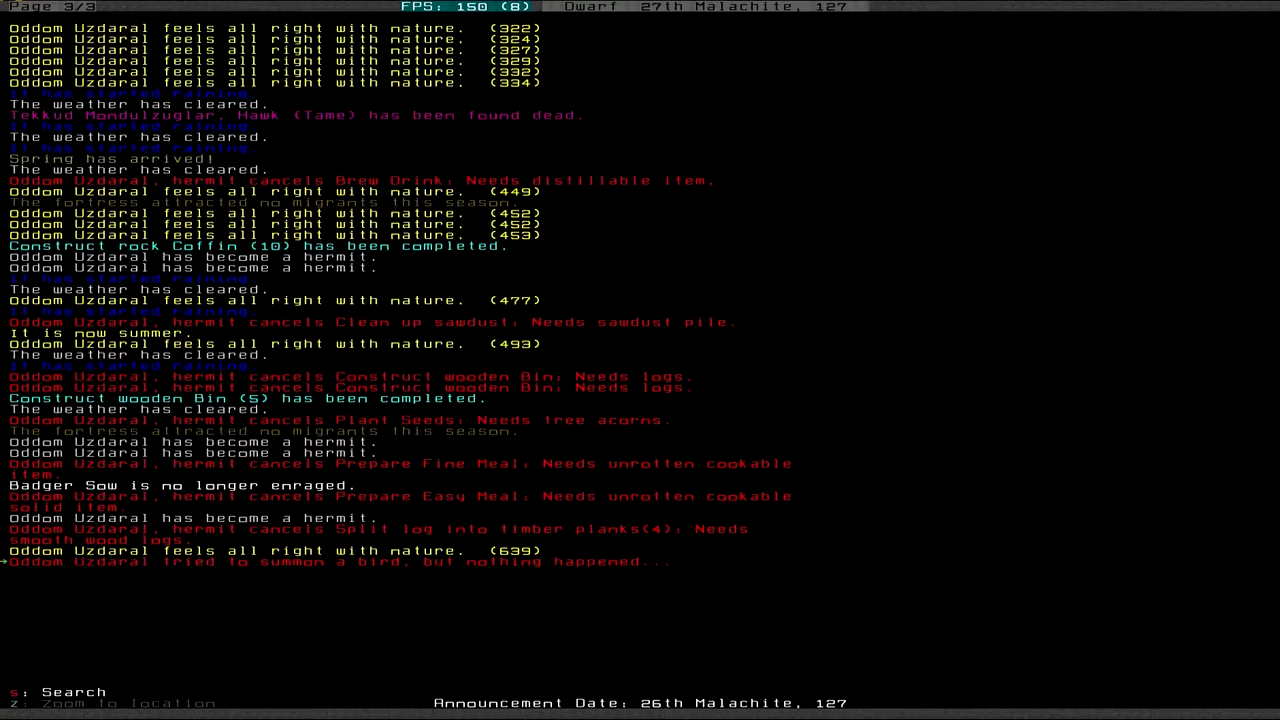 Page 3/3 FPS: 150 (8) Dwarf 27th Malachite, 127
Oddom Uzdaral feels all right with nature. (322)
Oddom Uzdaral feels all right with nature. (324)
Oddom Uzdaral feels all right with nature. (327)
Oddom Uzdaral feels all right with nature. (329)
Oddom Uzdaral feels all right with nature. (332)
Oddom Uzdaral feels all right with nature. (334)
It has started raining.
The weather has cleared.
Tekkud Mondulzuglar, Hawk (Tame) has been found dead.
It has started raining.
The weather has cleared.
It has started raining.
Spring has arrived!
The weather has cleared.
Oddom Uzdaral, hermit cancels Brew Drink: Needs distillable item.
Oddom Uzdaral feels all right with nature. (449)
The fortress attracted no migrants this season.
Oddom Uzdaral feels all right with nature. (452)
Oddom Uzdaral feels all right with nature. (452)
Oddom Uzdaral feels all right with nature. (453)
Construct rock Coffin (10) has been completed.
Oddom Uzdaral has become a hermit.
Oddom Uzdaral has become a hermit.
It has started raining.
The weather has cleared.
Oddom Uzdaral feels all right with nature. (477)
It has started raining.
Oddom Uzdaral, hermit cancels Clean up sawdust: Needs sawdust pile.
It is now summer.
Oddom Uzdaral feels all right with nature. (493)
The weather has cleared.
It has started raining.
Oddom Uzdaral, hermit cancels Construct wooden Bin: Needs logs.
Oddom Uzdaral, hermit cancels Construct wooden Bin: Needs logs.
Construct wooden Bin (5) has been completed.
The weather has cleared.
Oddom Uzdaral, hermit cancels Plant Seeds: Needs tree acorns.
The fortress attracted no migrants this season.
Oddom Uzdaral has become a hermit.
Oddom Uzdaral has become a hermit.
Oddom Uzdaral, hermit cancels Prepare Fine Meal: Needs unrotten cookable
item.
Badger Sow is no longer enraged.
Oddom Uzdaral, hermit cancels Prepare Easy Meal: Needs unrotten cookable
solid item.
Oddom Uzdaral has become a hermit.
Oddom Uzdaral, hermit cancels Split log into timber planks(4): Needs
smooth wood logs.
Oddom Uzdaral feels all right with nature. (639)
→Oddom Uzdaral tried to summon a bird, but nothing happened...
s: Search
z: Zoom to location Announcement Date: 26th Malachite, 127